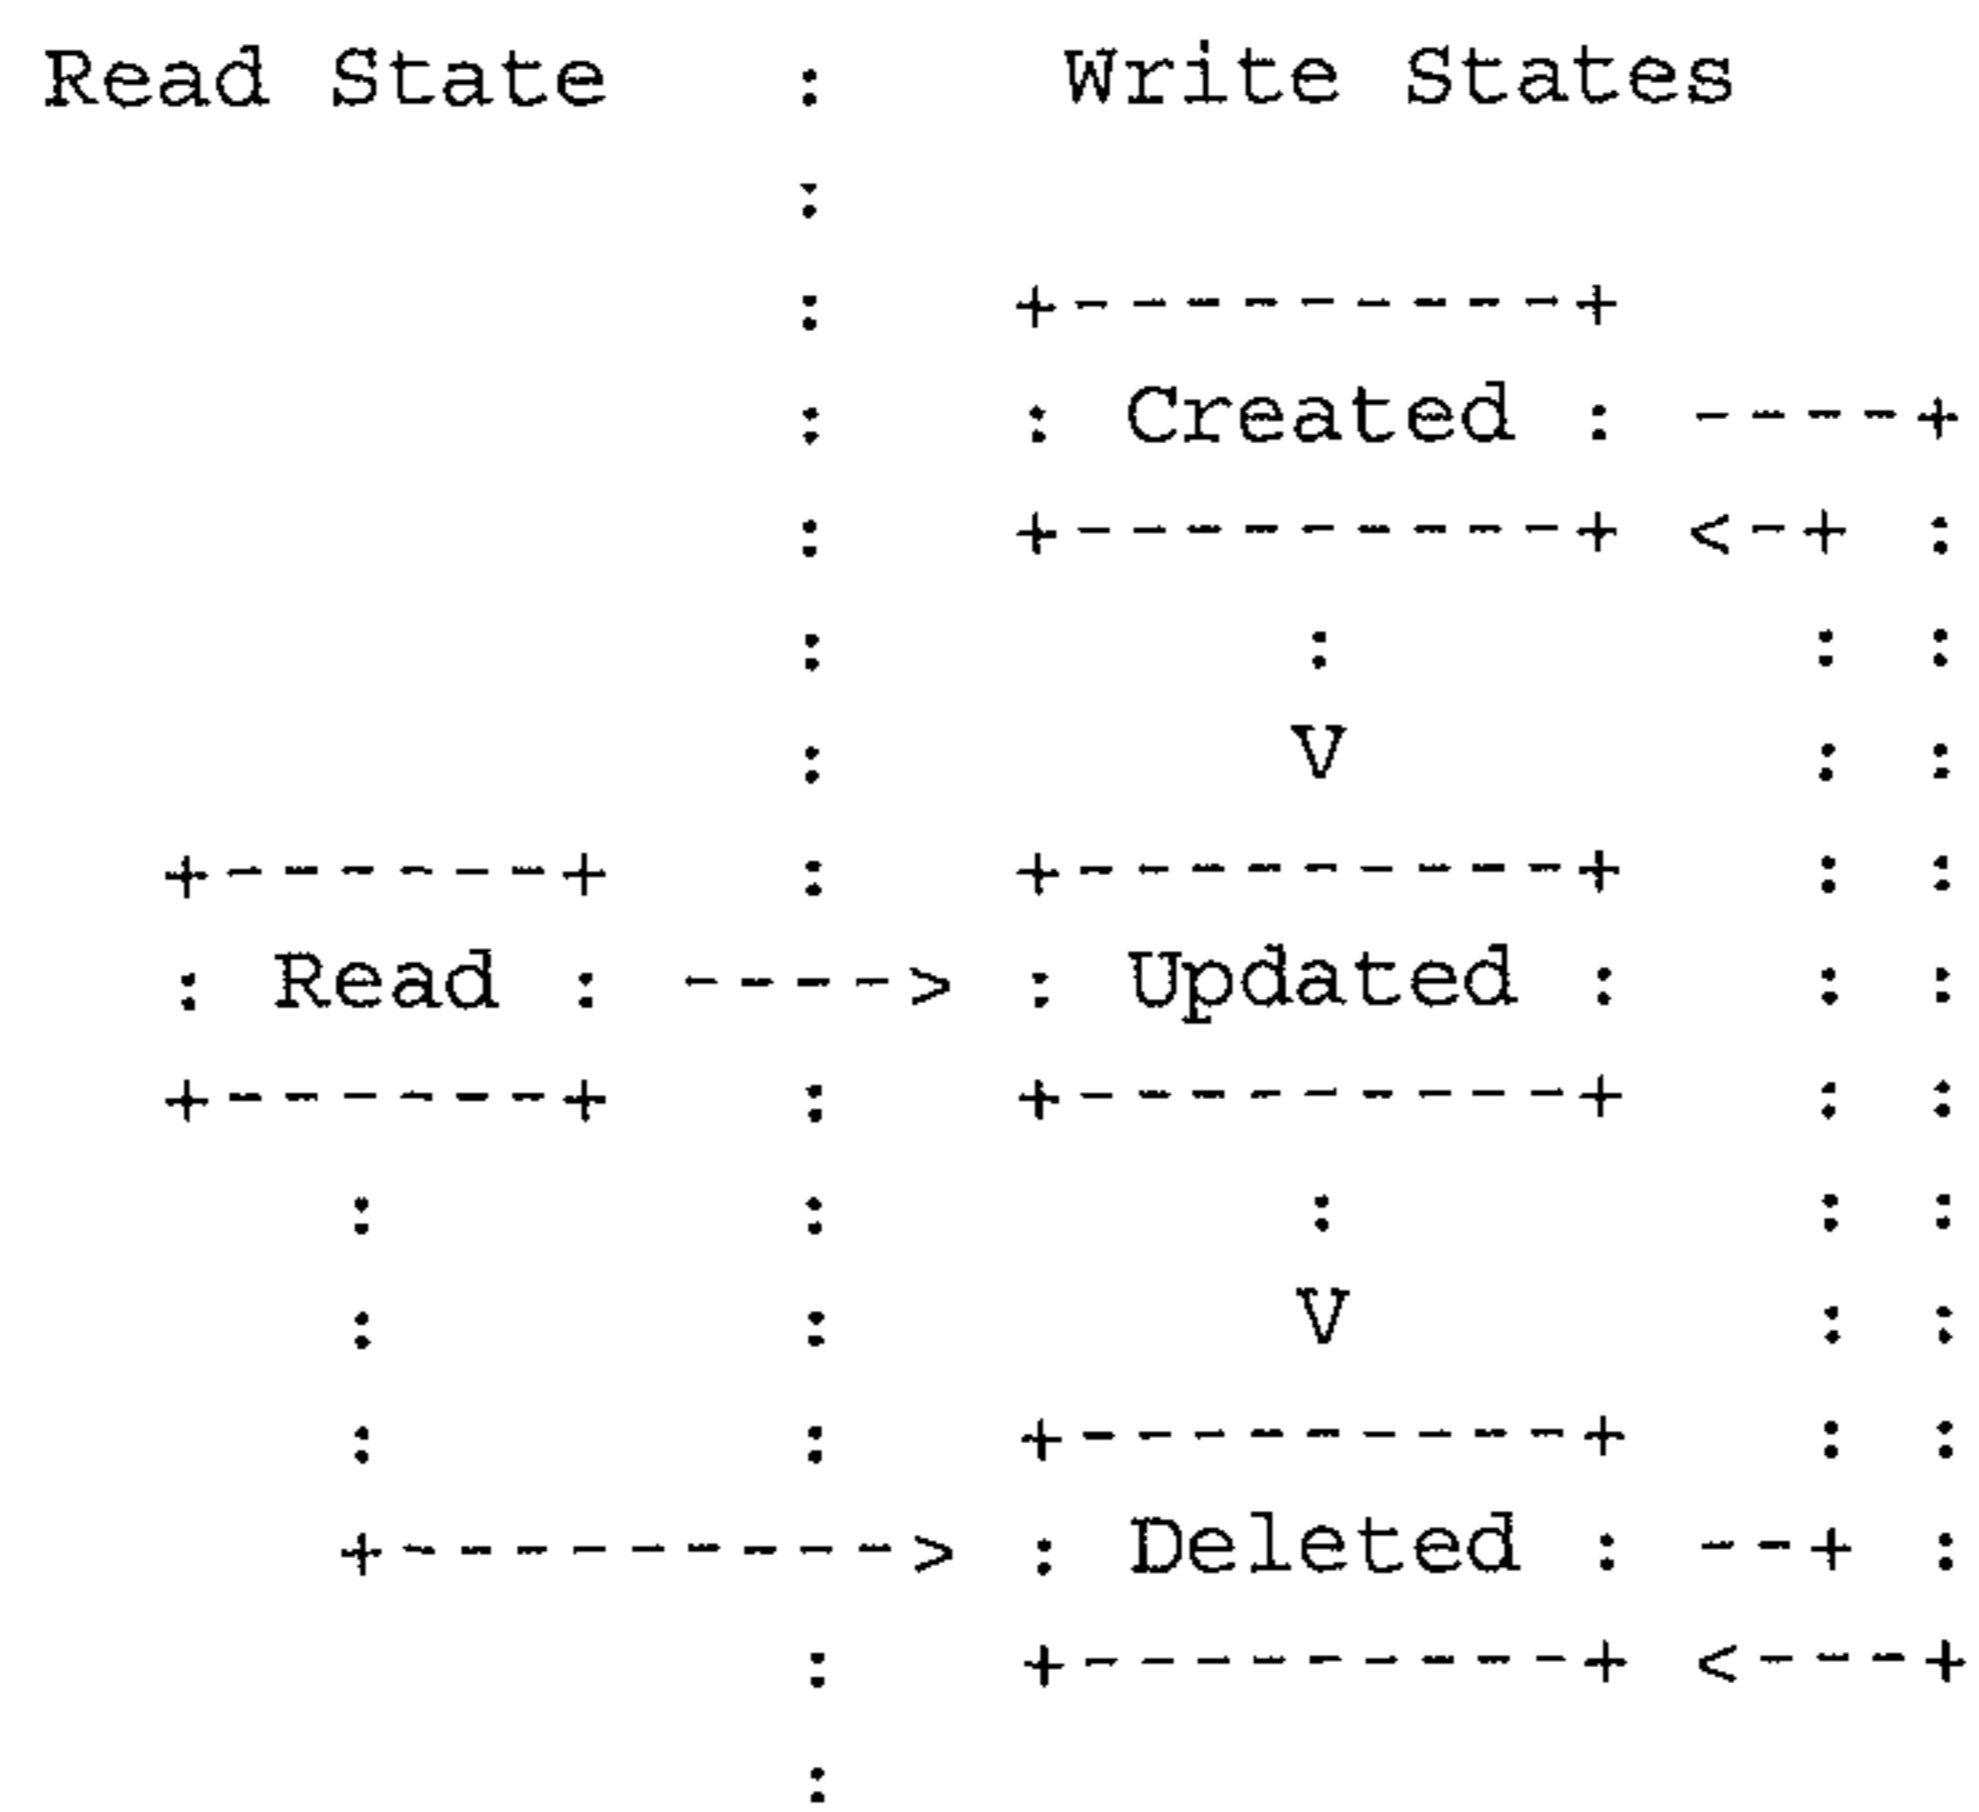 Read State : Write States
:
: +---------+
: : Created : ----+
: +---------+ <-+ :
: : : :
: V : :
+------+ : +---------+ : :
: Read : ----> : Updated : : :
+------+ : +---------+ : :
: : : : :
: : V : :
: : +---------+ : :
+---------> : Deleted : --+ :
: +---------+ <---+
: